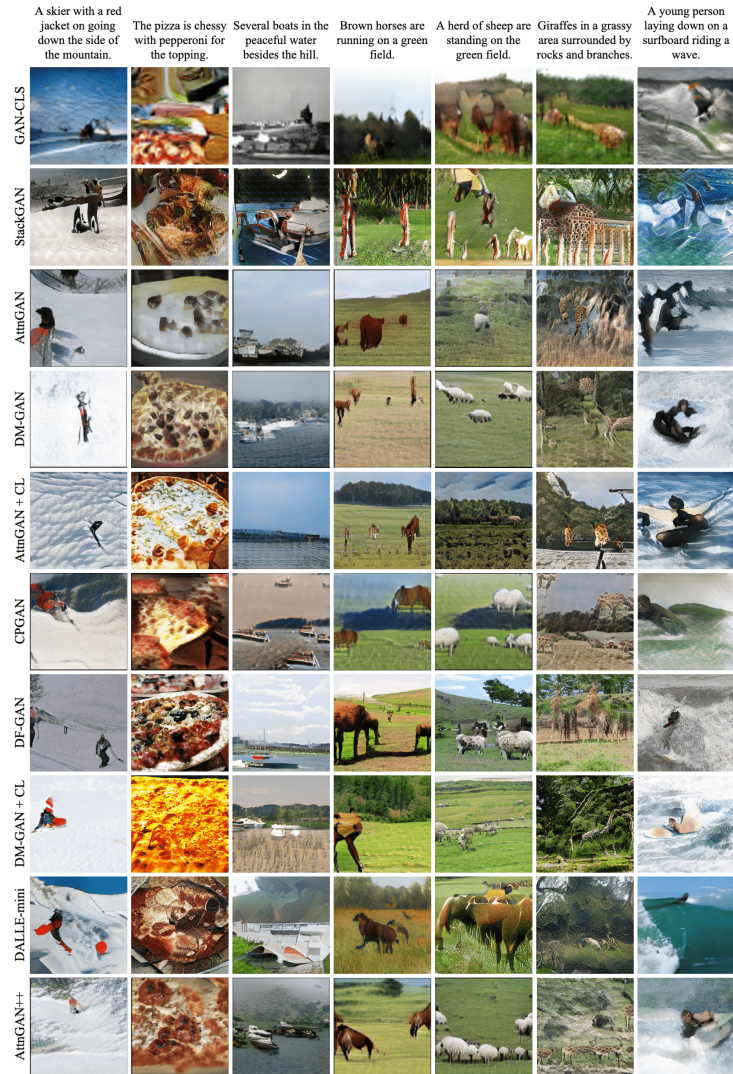 A skier with a red
jacket on going
down the side of
the mountain.
The pizza is chessy
with pepperoni for
the topping.
Several boats in the
peaceful water
besides the hill.
Brown horses are
running on a green
field.
A herd of sheep are
standing on the
green field.
Giraffes in a grassy
area surrounded by
rocks and branches.
A young person
laying down on a
surfboard riding a
wave.
GAN-CLS
StackGAN
AttnGAN
DM-GAN
AttnGAN + CL
CPGAN
DF-GAN
DM-GAN + CL
DALLE-mini
AttnGAN++